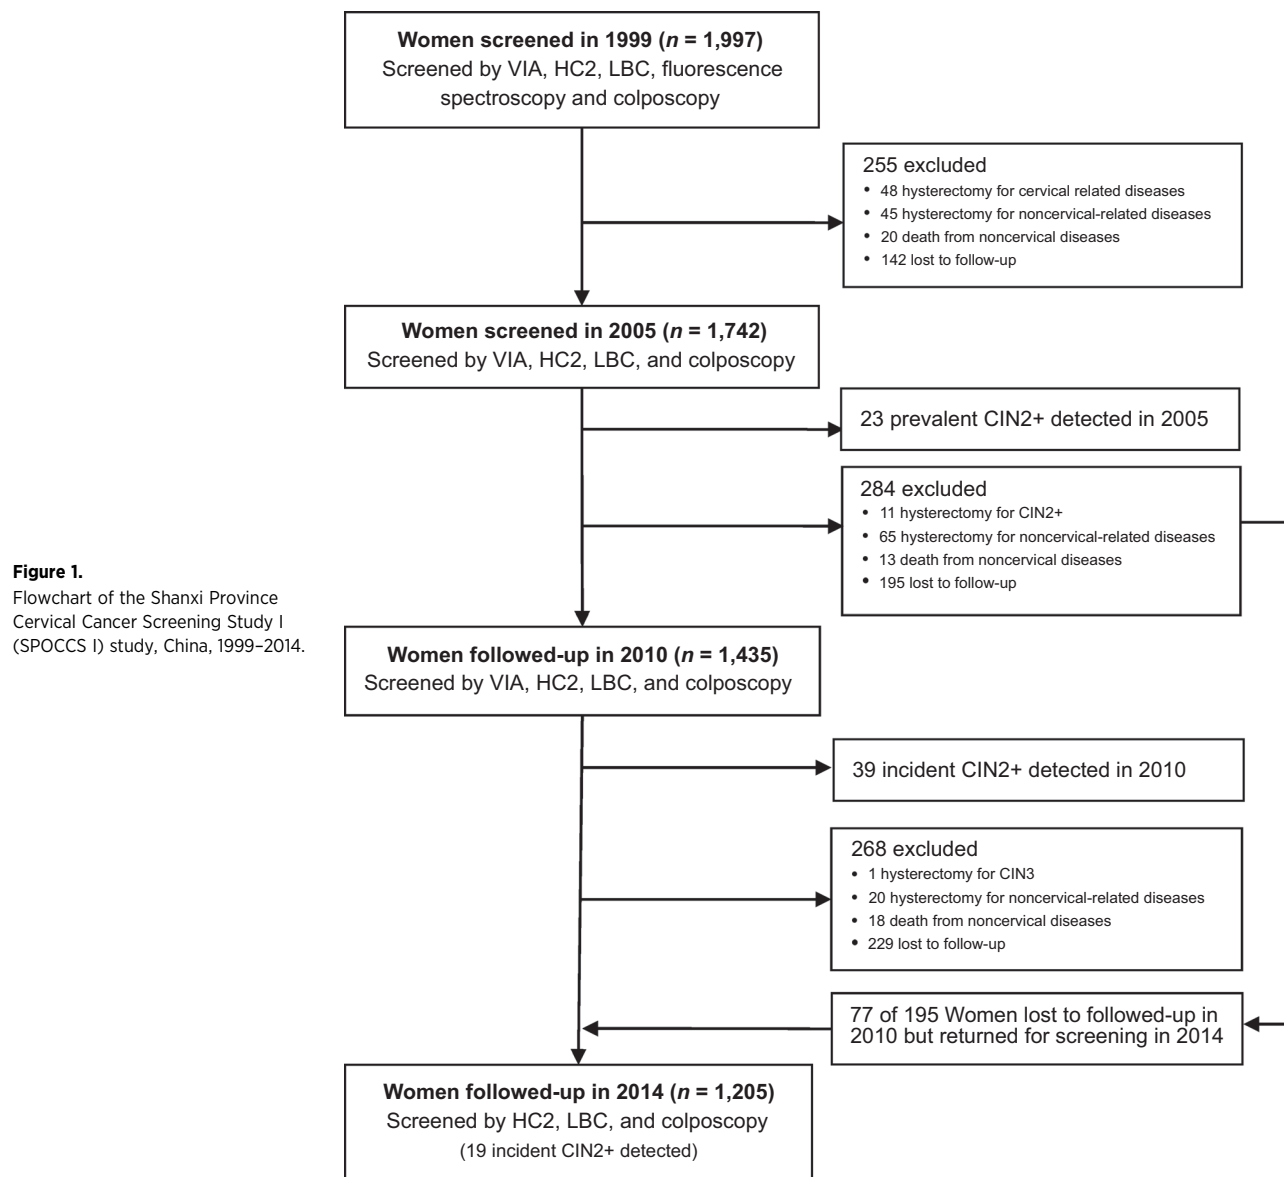 Women screened in 1999 (n = 1,997)
Screened by VIA, HC2, LBC, fluorescence
spectroscopy and colposcopy
255 excluded
• 48 hysterectomy for cervical related diseases
• 45 hysterectomy for noncervical-related diseases
• 20 death from noncervical diseases
• 142 lost to follow-up
Women screened in 2005 (n = 1,742)
Screened by VIA, HC2, LBC, and colposcopy
23 prevalent CIN2+ detected in 2005
284 excluded
• 11 hysterectomy for CIN2+
• 65 hysterectomy for noncervical-related diseases
• 13 death from noncervical diseases
• 195 lost to follow-up
Figure 1.
Flowchart of the Shanxi Province
Cervical Cancer Screening Study I
(SPOCCS I) study, China, 1999–2014.
Women followed-up in 2010 (n = 1,435)
Screened by VIA, HC2, LBC, and colposcopy
39 incident CIN2+ detected in 2010
268 excluded
• 1 hysterectomy for CIN3
• 20 hysterectomy for noncervical-related diseases
• 18 death from noncervical diseases
• 229 lost to follow-up
77 of 195 Women lost to followed-up in
2010 but returned for screening in 2014
Women followed-up in 2014 (n = 1,205)
Screened by HC2, LBC, and colposcopy
(19 incident CIN2+ detected)